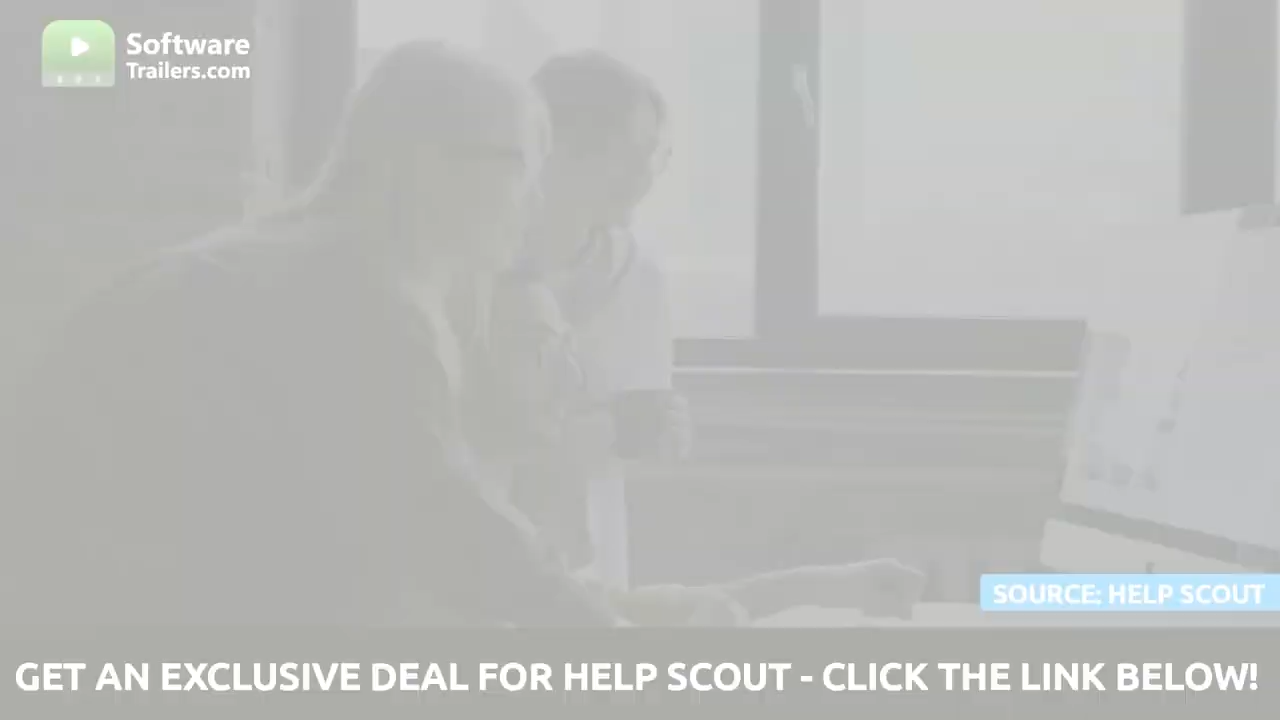 Software
Trailers.com
SOURCE: HELP SCOUT
GET AN EXCLUSIVE DEAL FOR HELP SCOUT - CLICK THE LINK BELOW!